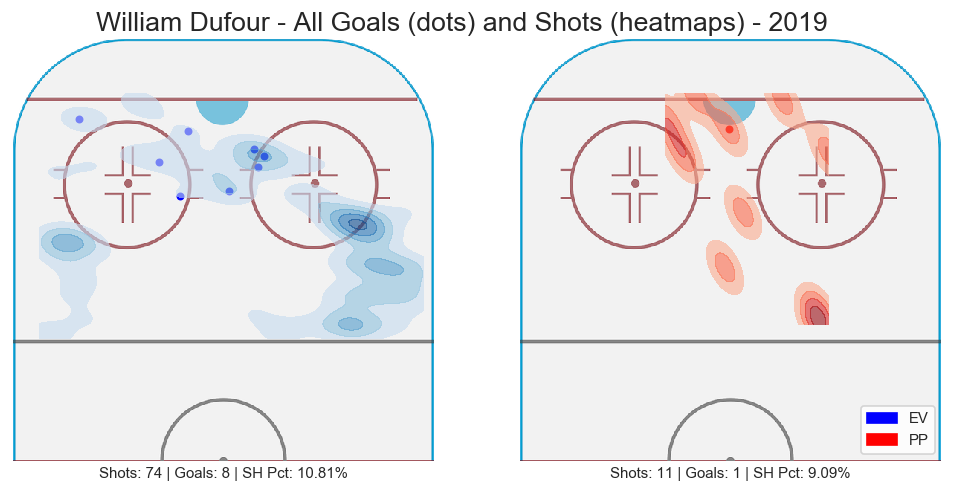 William Dufour - All Goals (dots) and Shots (heatmaps) - 2019
EV
PP
Shots: 74 | Goals: 8 | SH Pct: 10.81%
Shots: 11 | Goals: 1 | SH Pct: 9.09%